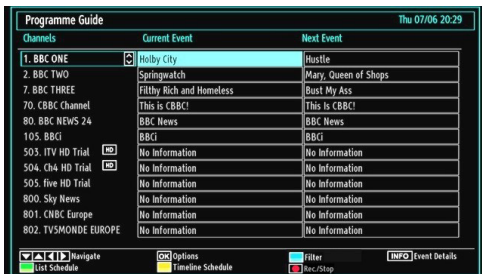 Programme Guide Thu 07/06 20:29
Channels Current Event Next Event
1. BBC ONE Holby City Hustle
2. BBC TWO Springwatch Mary, Queen of Shops
7. BBC THREE Filthy Rich and Homeless Bust My Ass
70. CBBC Channel This is CBBC! This Is CBBC!
80. BBC NEWS 24 BBC News BBC News
105. BBCi BBCi BBCi
503. ITV HD Trial HD No Information No Information
504. Ch4 HD Trial HD No Information No Information
505. five HD Trial No Information No Information
800. Sky News No Information No Information
801. CNBC Europe No Information No Information
802. TV5MONDE EUROPE No Information No Information
Navigate OK Options Filter INFO Event Details
List Schedule Timeline Schedule Rec./Stop